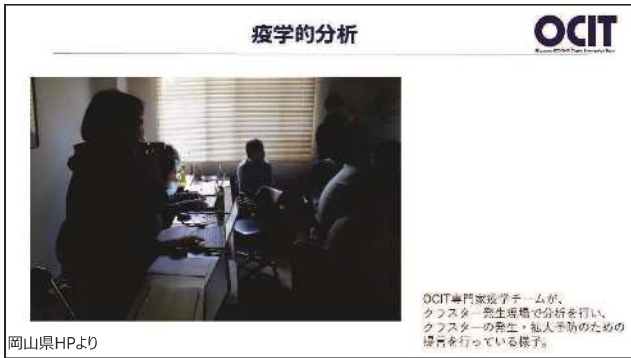 疫学的分析
OCIT
OCIT専門家疫学チームが、
クラスター発生現場で分析を行い、
クラスターの発生・拡大予防のための
提言を行っている様子。
岡山県HPより